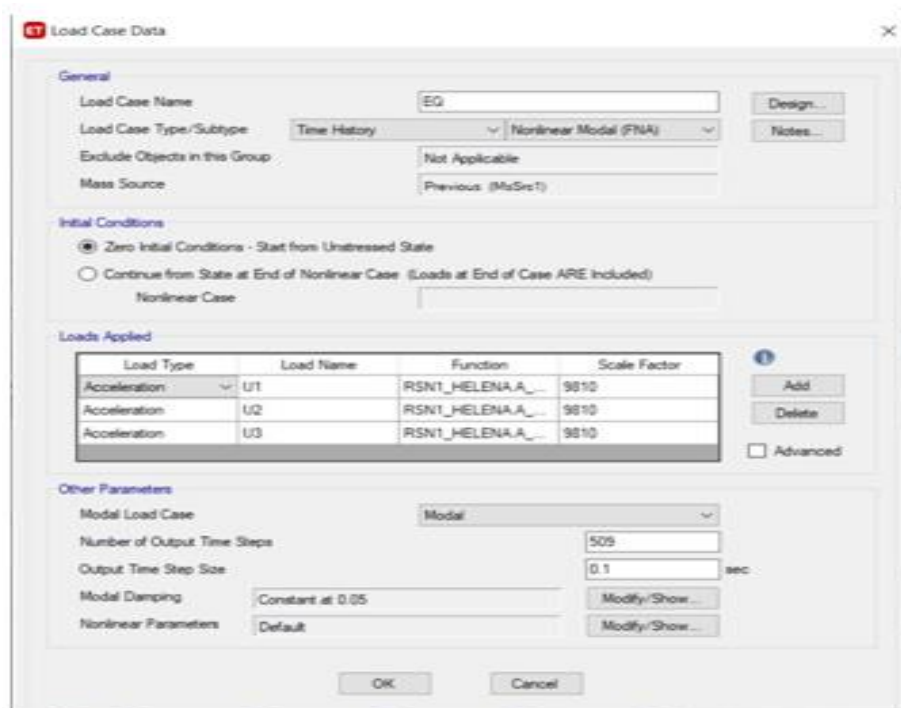 ET Load Case Data
General
Load Case Name EQ Design...
Load Case Type/Subtype Time History Nonlinear Modal (FNA) Notes...
Exclude Objects in this Group Not Applicable
Mass Source Previous (MsSrc1)
Initial Conditions
Zero Initial Conditions - Start from Unstressed State
Continue from State at End of Nonlinear Case (Loads at End of Case ARE Included)
Nonlinear Case
Loads Applied
Load Type Load Name Function Scale Factor
Acceleration U1 RSN1_HELENA.A_... 9810 Add
Acceleration U2 RSN1_HELENA.A_... 9810 Delete
Acceleration U3 RSN1_HELENA.A_... 9810
Advanced
Other Parameters
Modal Load Case Modal
Number of Output Time Steps 509
Output Time Step Size 0.1 sec
Modal Damping Constant at 0.05 Modify/Show...
Nonlinear Parameters Default Modify/Show...
OK Cancel